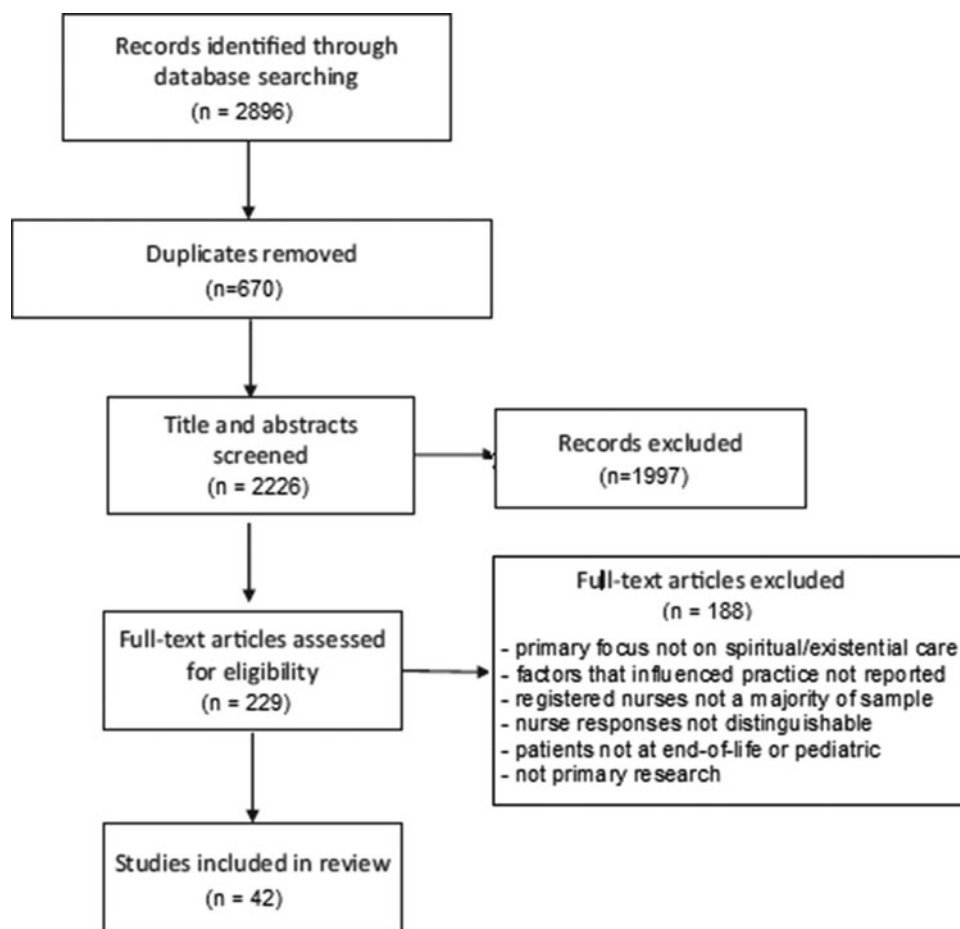 Records identified through
database searching
(n = 2896)
Duplicates removed
(n=670)
Title and abstracts
screened
(n = 2226)
Records excluded
(n=1997)
Full-text articles assessed
for eligibility
(n = 229)
Full-text articles excluded
(n = 188)
- primary focus not on spiritual/existential care
- factors that influenced practice not reported
- registered nurses not a majority of sample
- nurse responses not distinguishable
- patients not at end-of-life or pediatric
- not primary research
Studies included in review
(n = 42)